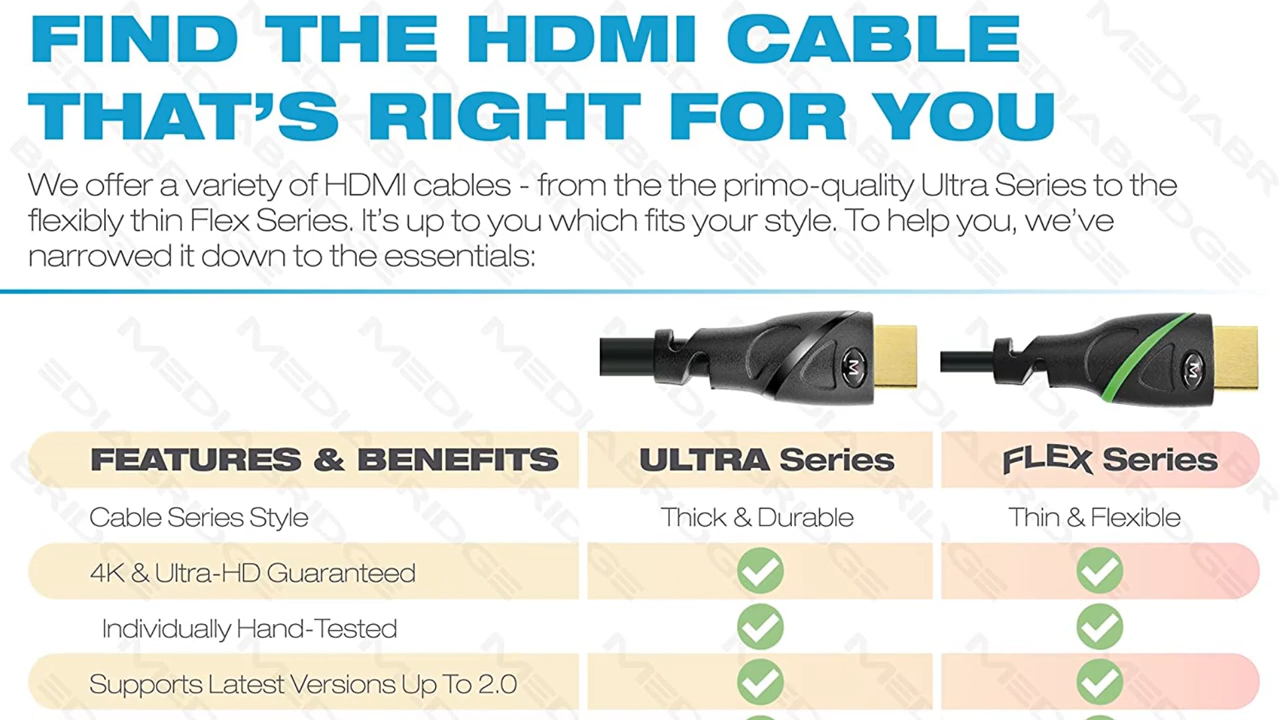 FIND THE HDMI CABLE
THAT'S RIGHT FOR YOU
We offer a variety of HDMI cables - from the the primo-quality Ultra Series to the
flexibly thin Flex Series. It's up to you which fits your style. To help you, we've
narrowed it down to the essentials:
M M
FEATURES & BENEFITS ULTRA Series FLEX Series
Cable Series Style Thick & Durable Thin & Flexible
4K & Ultra-HD Guaranteed
Individually Hand-Tested
Supports Latest Versions Up To 2.0
MEDIABRIDGE